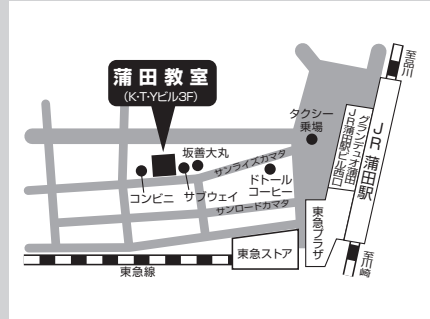 蒲田教室
(K・T・Yビル3F)
至品川
タクシー
乗場
グランデュオ蒲田
JR蒲田駅ビル西口
JR蒲田駅
坂善大丸
サンライズカマタ
コンビニ
サブウェイ
ドトール
コーヒー
サンロードカマタ
東急プラザ
東急ストア
東急線
至川崎